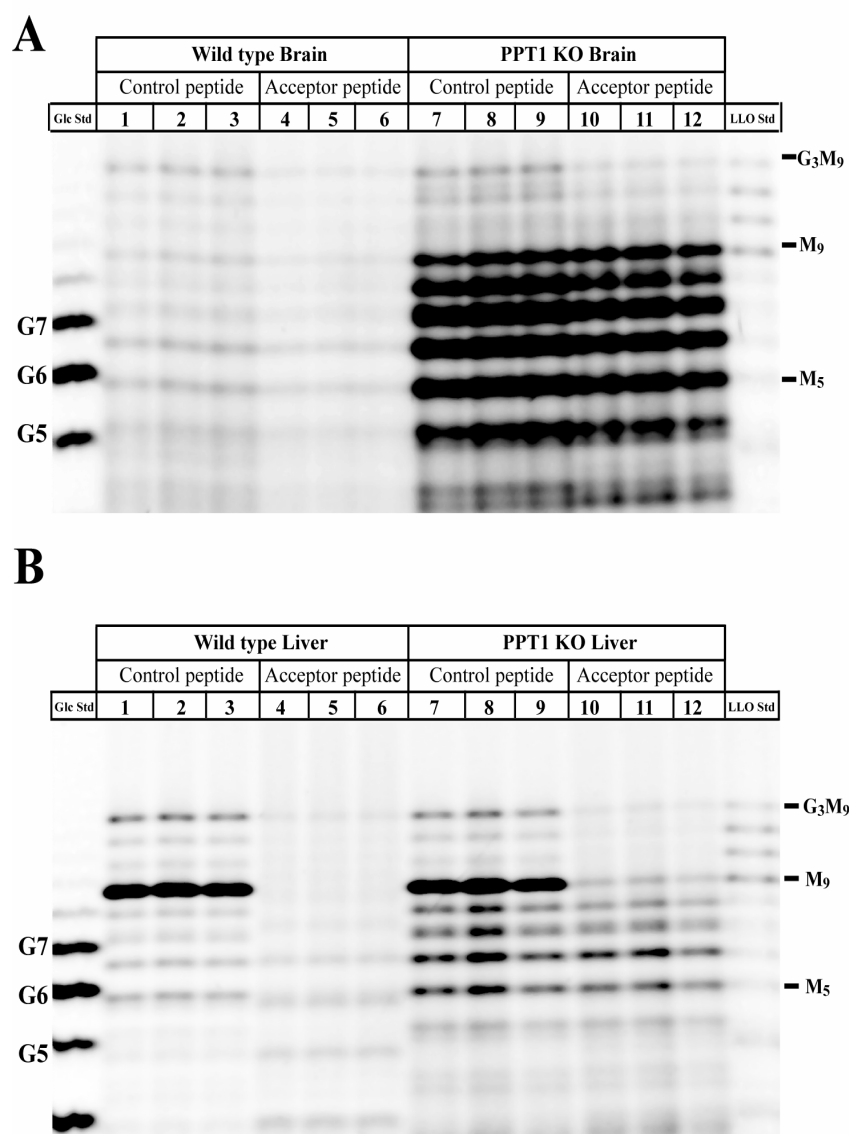 A
Wild type Brain PPT1 KO Brain
Control peptide Acceptor peptide Control peptide Acceptor peptide
Glc Std 1 2 3 4 5 6 7 8 9 10 11 12 LLO Std
G₃M₉
M₉
G7
G6 M₅
G5
B
Wild type Liver PPT1 KO Liver
Control peptide Acceptor peptide Control peptide Acceptor peptide
Glc Std 1 2 3 4 5 6 7 8 9 10 11 12 LLO Std
G₃M₉
M₉
G7
G6 M₅
G5